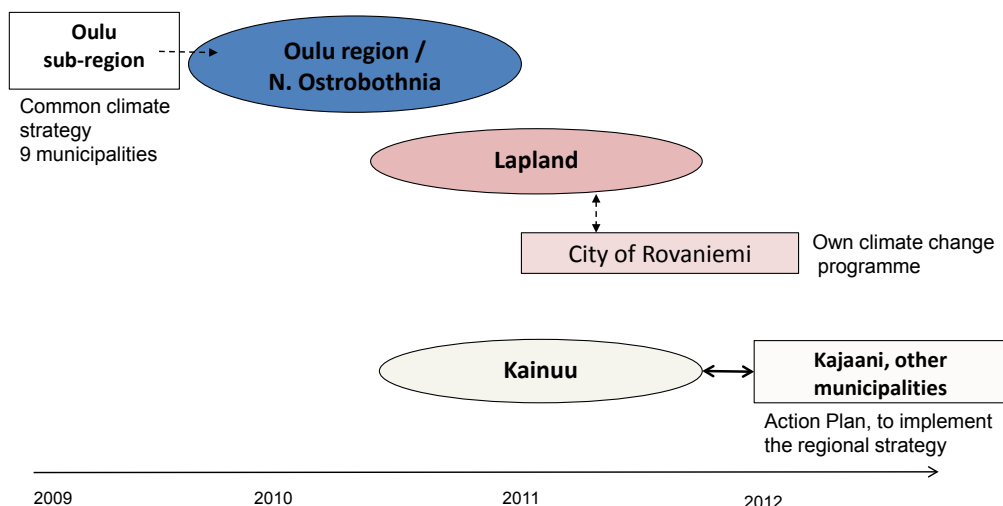 Oulu
sub-region
Oulu region /
N. Ostrobothnia
Common climate
strategy
9 municipalities
Lapland
City of Rovaniemi
Own climate change
programme
Kainuu
Kajaani, other
municipalities
Action Plan, to implement
the regional strategy
2009 2010 2011 2012